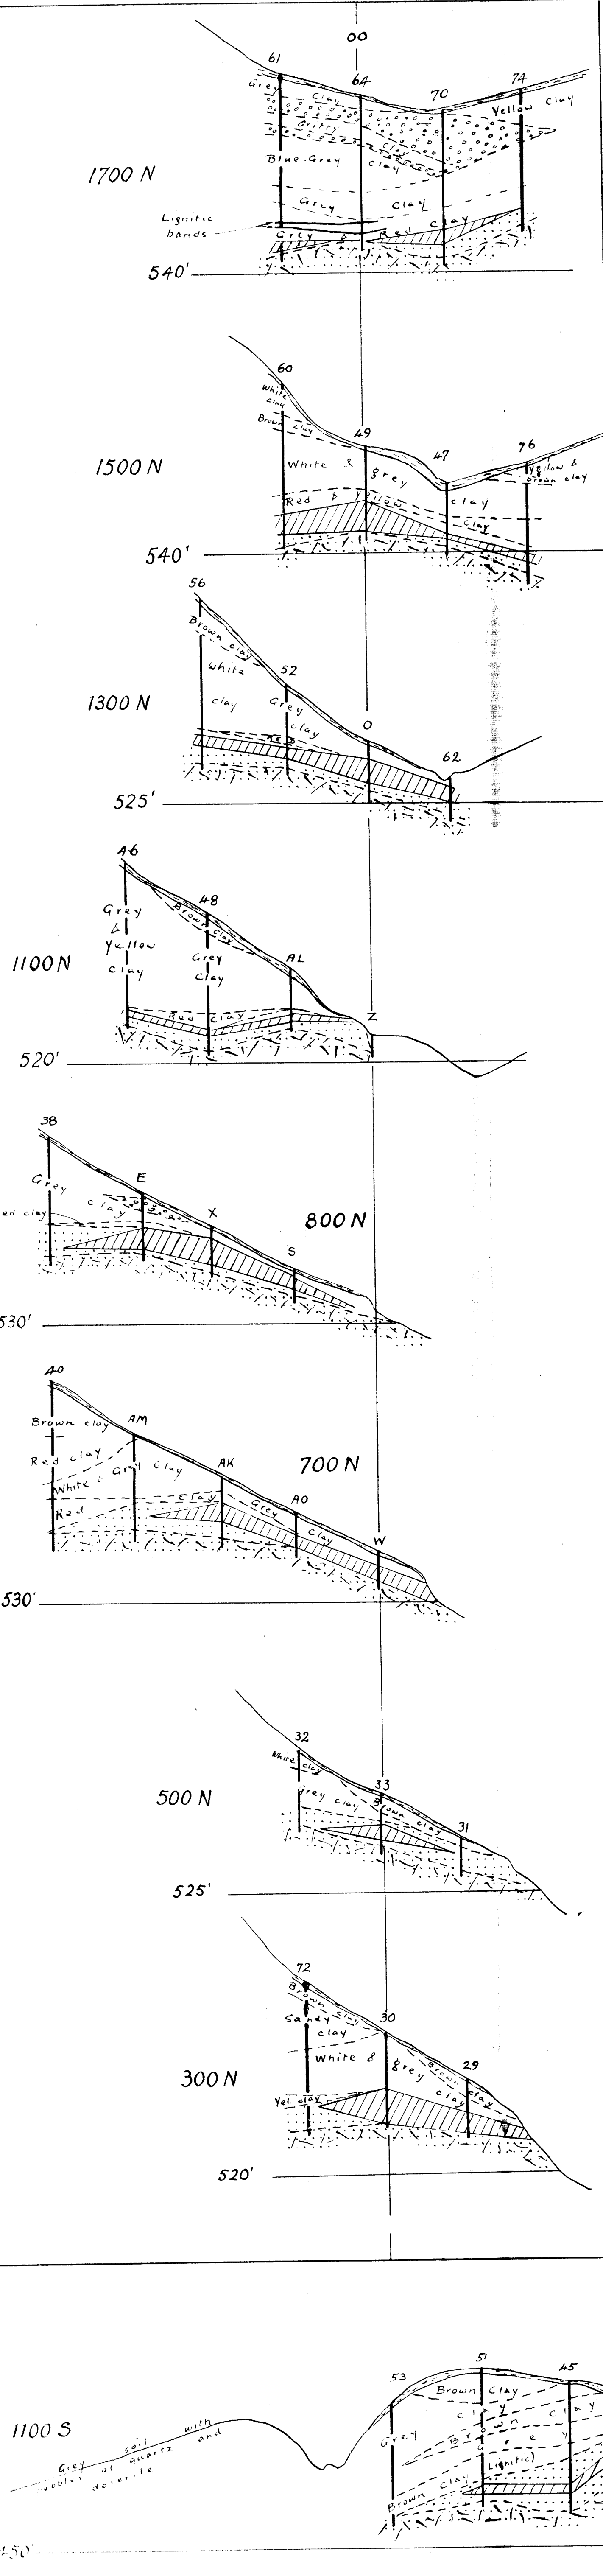 00
61
64
70
74
Grey
Clay
Yellow Clay
Gritty
Clay
Blue-Grey
Clay
1700 N
Grey
Clay
Lignitic
bands
Grey
Red
Clay
540'
60
White
clay
Brown clay
49
47
76
Yellow &
brown clay
1500 N
White & grey
clay
Red & Yellow
Clay
540'
56
Brown clay
52
White
clay
Grey
clay
O
1300 N
Red
62
525'
46
48
Brown Clay
Grey
&
Yellow
Clay
Grey
Clay
AL
1100 N
Red clay
Z
520'
38
E
Grey
clay
X
800 N
S
530'
40
AM
Brown clay
Red clay
White & Grey Clay
AK
700 N
Red
Clay
Grey
Clay
AO
W
530'
32
White clay
33
Grey clay
Brown clay
31
500 N
525'
72
Brown clay
Sandy
clay
30
White & grey
clay
Brown clay
29
300 N
Yel. clay
520'
53
51
45
Brown Clay
Clay
Clay
Grey
Brown
Grey
Lignitic)
Brown Clay
1100 S
Grey soil with
of quartz and
dolerite